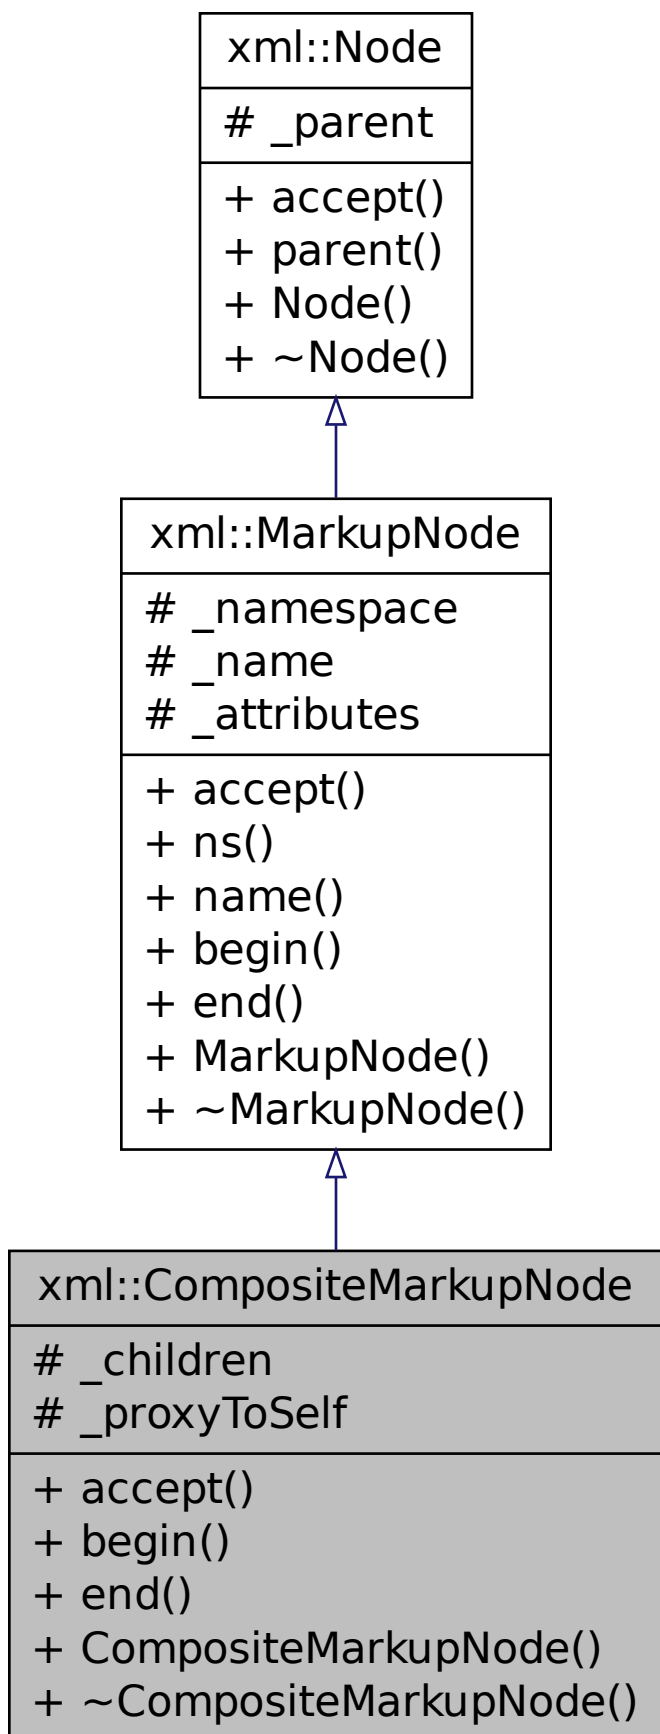 xml::Node
# _parent
+ accept()
+ parent()
+ Node()
+ ~Node()
xml::MarkupNode
# _namespace
# _name
# _attributes
+ accept()
+ ns()
+ name()
+ begin()
+ end()
+ MarkupNode()
+ ~MarkupNode()
xml::CompositeMarkupNode
# _children
# _proxyToSelf
+ accept()
+ begin()
+ end()
+ CompositeMarkupNode()
+ ~CompositeMarkupNode()